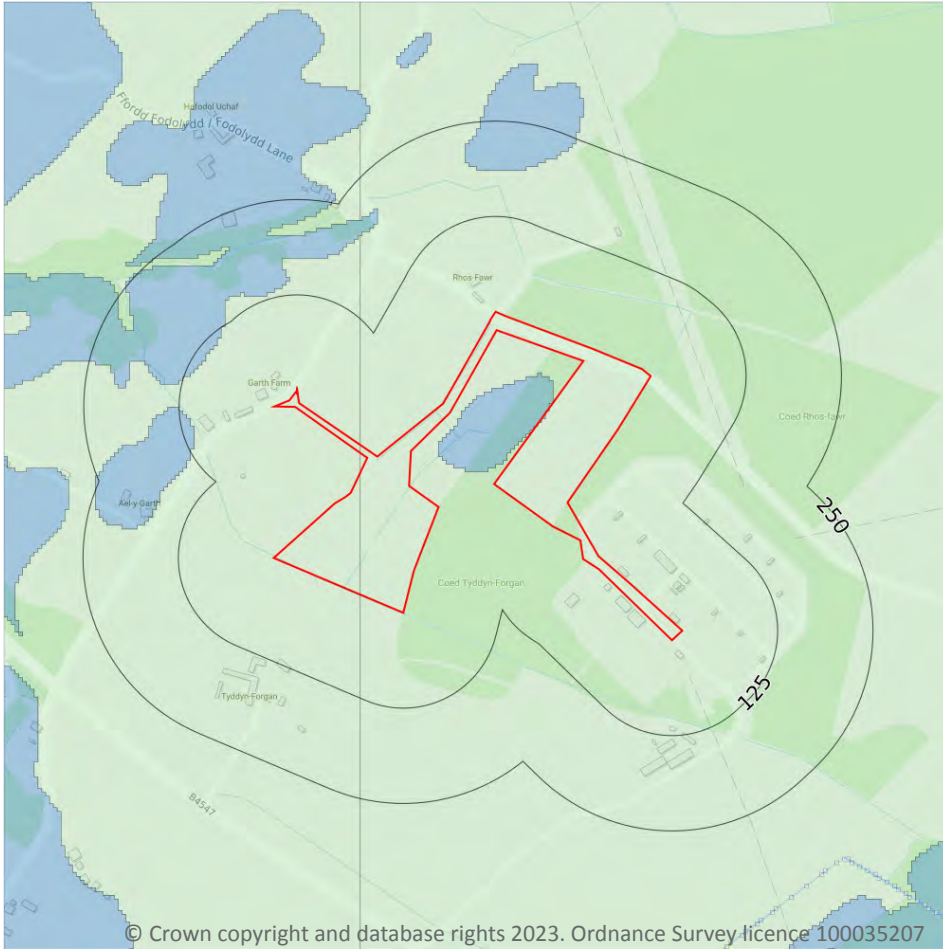 Hafodol Uchaf
Ffordd Fodolydd / Fodolydd Lane
Rhos-Fawr
Garth Farm
Coed Rhos-fawr
Ael-y-Garth
250
Coed Tyddyn-Forgan
125
Tyddyn-Forgan
B4547
© Crown copyright and database rights 2023. Ordnance Survey licence 100035207